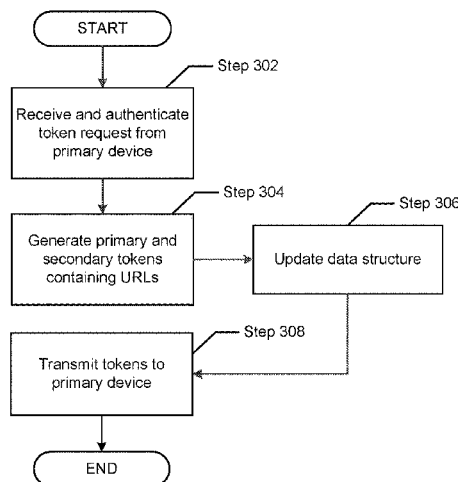 START
Step 302
Receive and authenticate
token request from
primary device
Step 304
Generate primary and
secondary tokens
containing URLs
Step 306
Update data structure
Step 308
Transmit tokens to
primary device
END